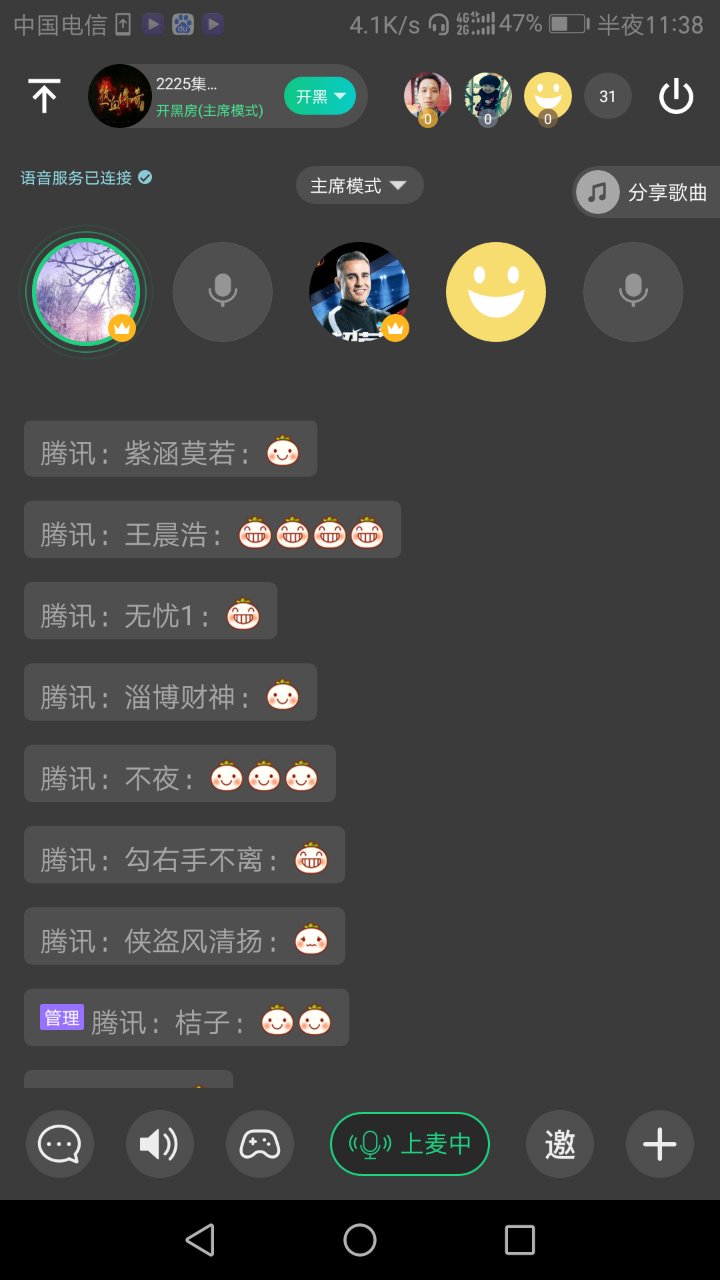 中国电信 4.1K/s 4G 2G 47% 半夜11:38
2225集...
开黑房(主席模式)
开黑
0 0 0
31
语音服务已连接
主席模式
分享歌曲
腾讯：紫涵莫若：
腾讯：王晨浩：
腾讯：无忧1：
腾讯：淄博财神：
腾讯：不夜：
腾讯：勾右手不离：
腾讯：侠盗风清扬：
管理 腾讯：桔子：
上麦中
邀